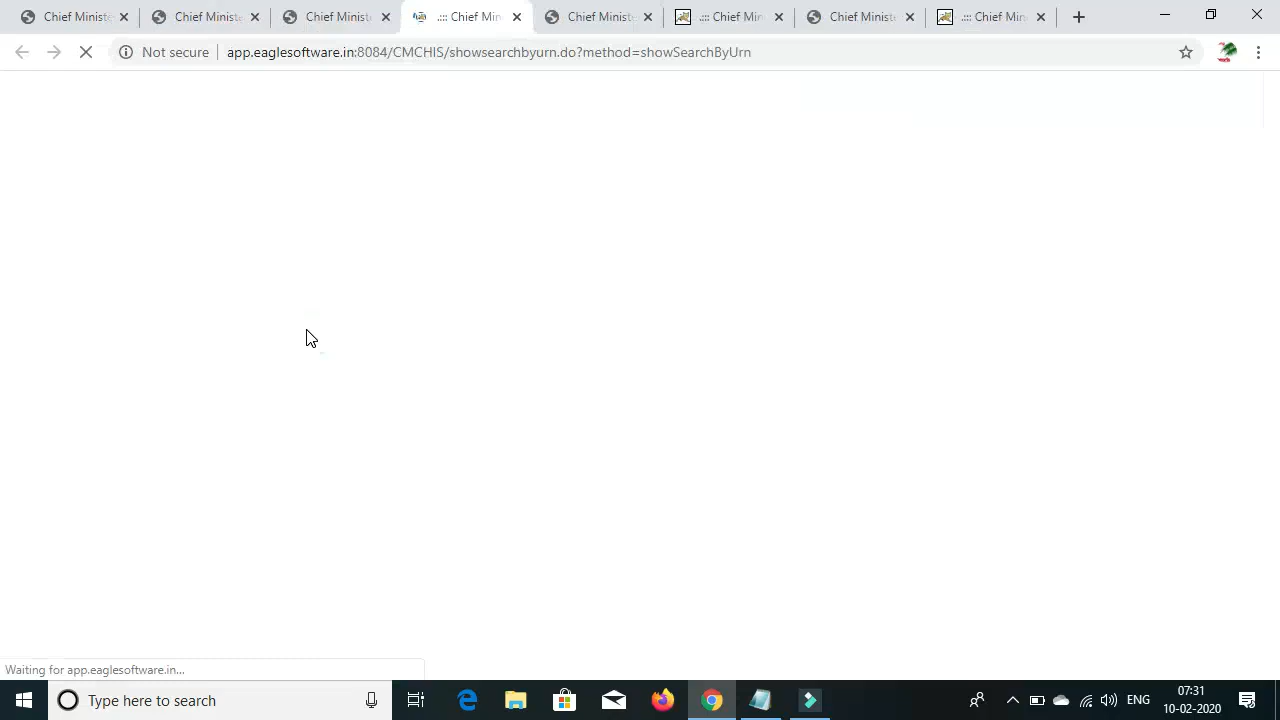 Chief Ministe
Chief Ministe
Chief Ministe
.::: Chief Min
Chief Ministe
.::: Chief Min
Chief Ministe
.::: Chief Min
Not secure
app.eaglesoftware.in:8084/CMCHIS/showsearchbyurn.do?method=showSearchByUrn
Waiting for app.eaglesoftware.in...
Type here to search
ENG
07:31
10-02-2020